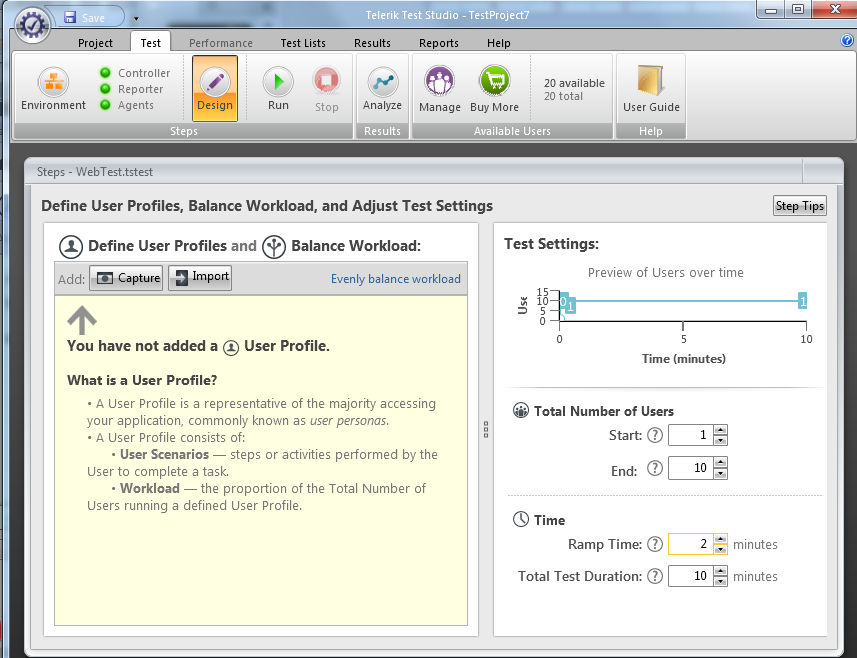 Save
Telerik Test Studio - TestProject7
Project Test Performance Test Lists Results Reports Help
Environment
Controller
Reporter
Agents
Design
Run
Stop
Analyze
Manage
Buy More
20 available
20 total
User Guide
Steps
Results
Available Users
Help
Steps - WebTest.tstest
Define User Profiles, Balance Workload, and Adjust Test Settings
Step Tips
Define User Profiles and Balance Workload:
Add: Capture Import Evenly balance workload
You have not added a User Profile.
What is a User Profile?
• A User Profile is a representative of the majority accessing
your application, commonly known as user personas.
• A User Profile consists of:
• User Scenarios — steps or activities performed by the
User to complete a task.
• Workload — the proportion of the Total Number of
Users running a defined User Profile.
Test Settings:
Preview of Users over time
Use
15
10
5
0
0
1
1
0 5 10
Time (minutes)
Total Number of Users
Start: ? 1
End: ? 10
Time
Ramp Time: ? 2 minutes
Total Test Duration: ? 10 minutes